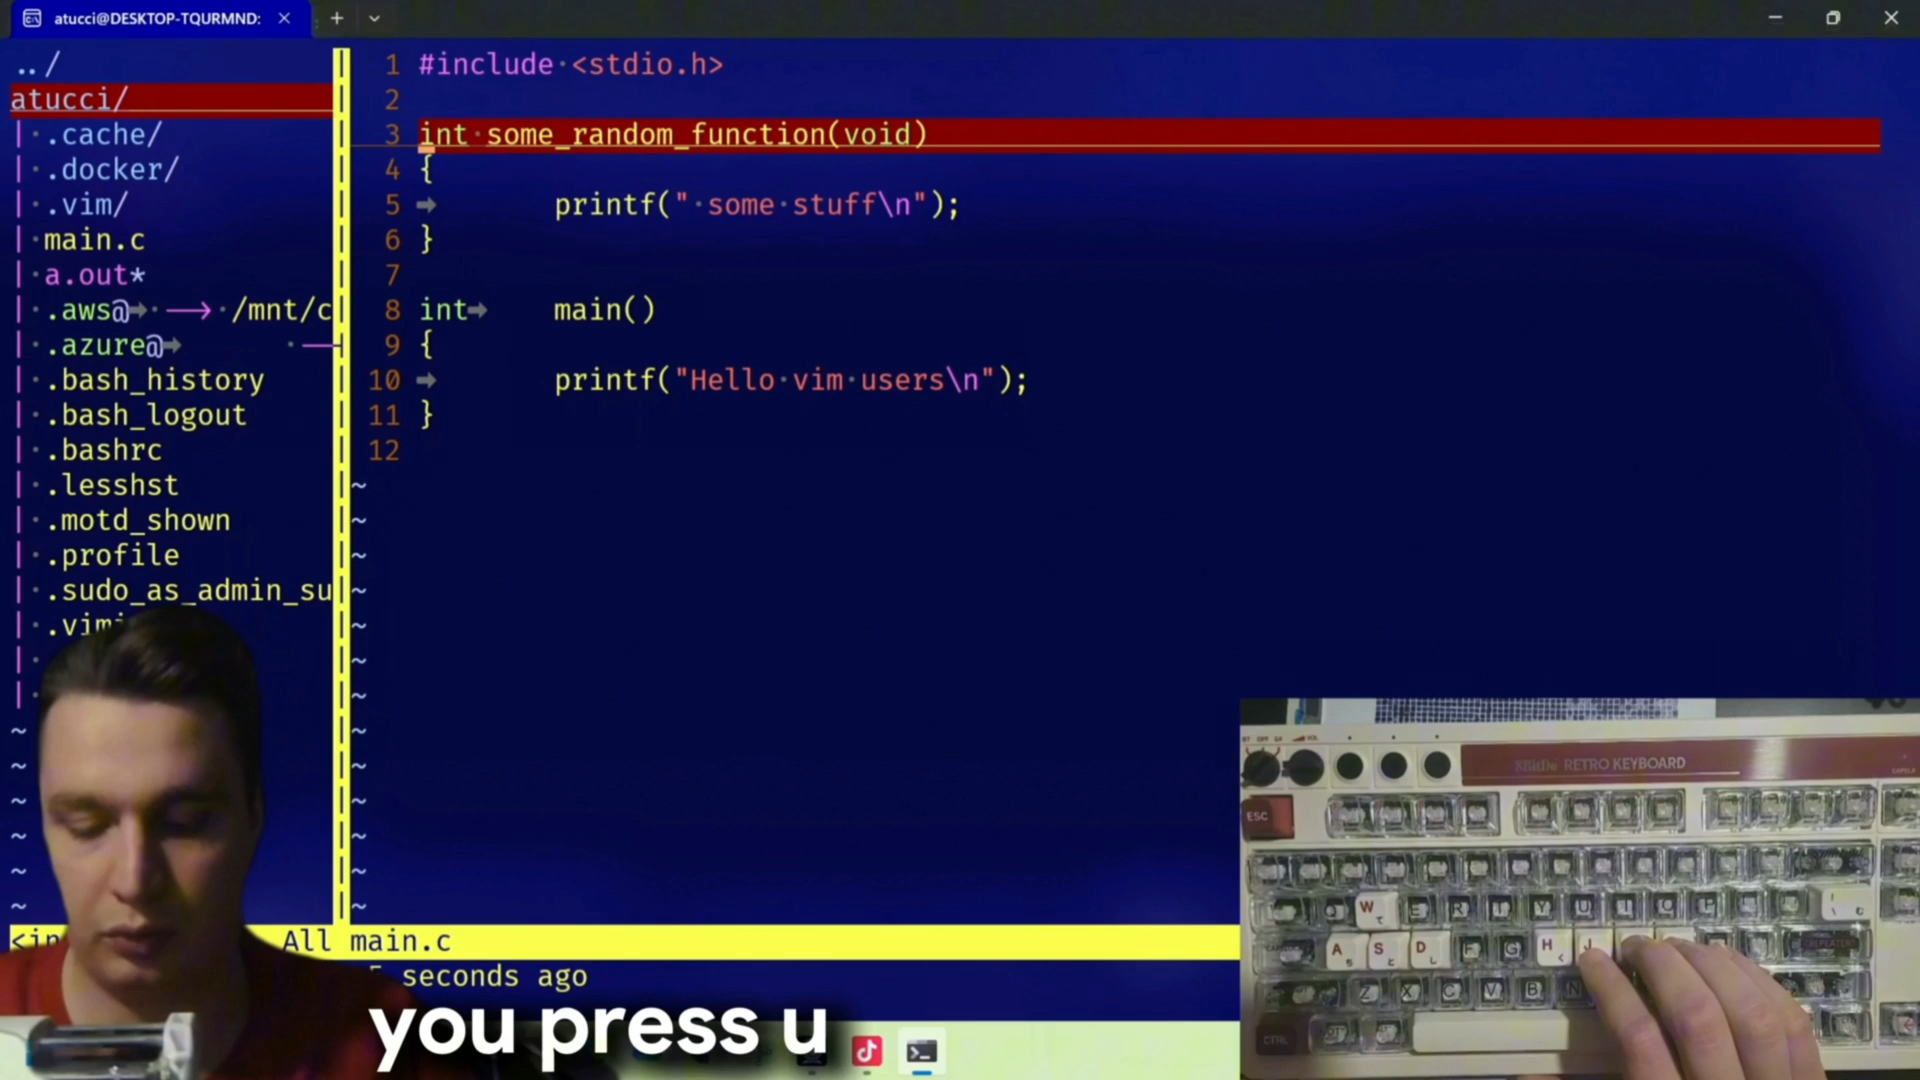 atucci@DESKTOP-TQURMND:
../
atucci/
| .cache/
| .docker/
| .vim/
| main.c
| a.out*
| .aws@ --> /mnt/c
| .azure@ -
| .bash_history
| .bash_logout
| .bashrc
| .lesshst
| .motd_shown
| .profile
| .sudo_as_admin_su
1 #include <stdio.h>
2
3 int some_random_function(void)
4 {
5 printf(" some stuff\n");
6 }
7
8 int main()
9 {
10 printf("Hello vim users\n");
11 }
12
All main.c
seconds ago
you press u
RETRO KEYBOARD
ESC
W
A S D H J
Z X C V B N
CTRL